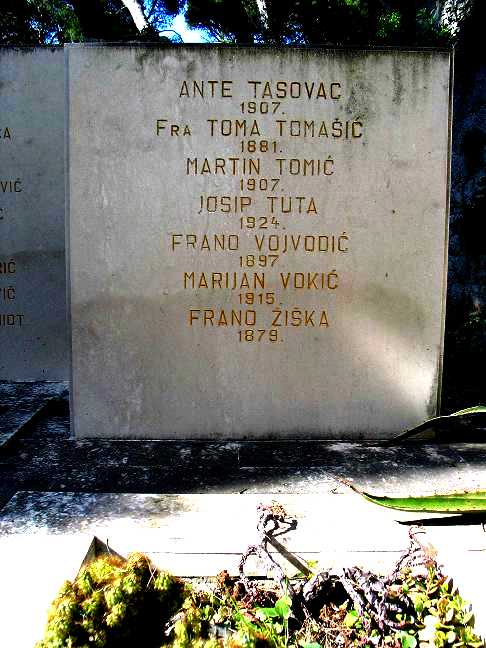 ANTE TASOVAC
1907.
FRA TOMA TOMAŠIĆ
1881.
MARTIN TOMIĆ
1907.
JOSIP TUTA
1924.
FRANO VOJVODIĆ
1897
MARIJAN VOKIĆ
1915.
FRANO ŽIŠKA
1879.